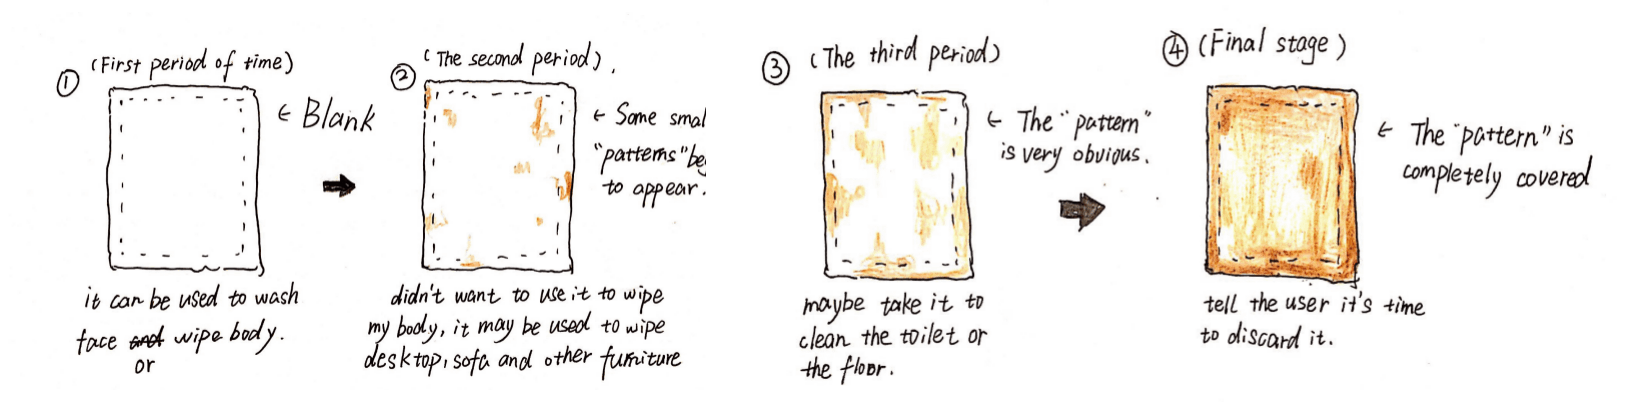 ① (First period of time)
← Blank
it can be used to wash
face and wipe body.
or
② (The second period).
← Some smal
"patterns" be
to appear.
didn't want to use it to wipe
my body, it may be used to wipe
desktop, sofa and other furniture
③ (The third period)
← The "pattern"
is very obvious.
maybe take it to
clean the toilet or
the floor.
④ (Final stage)
← The "pattern" is
completely covered
tell the user it's time
to discard it.